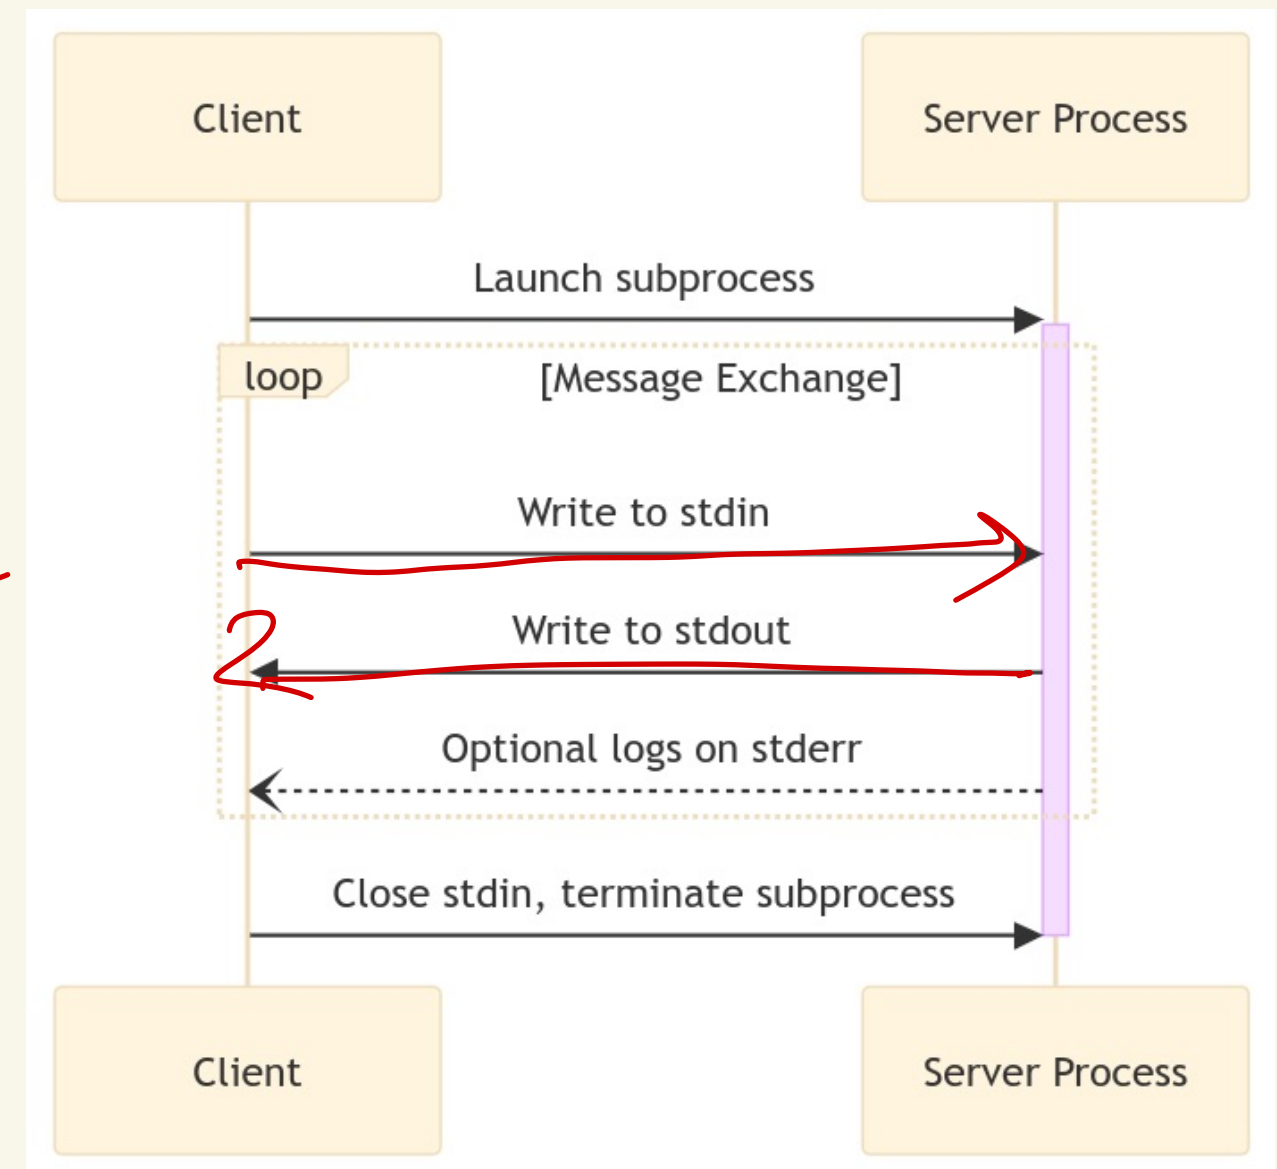 Client
Server Process
Launch subprocess
loop
[Message Exchange]
Write to stdin
Write to stdout
Optional logs on stderr
Close stdin, terminate subprocess
Client
Server Process